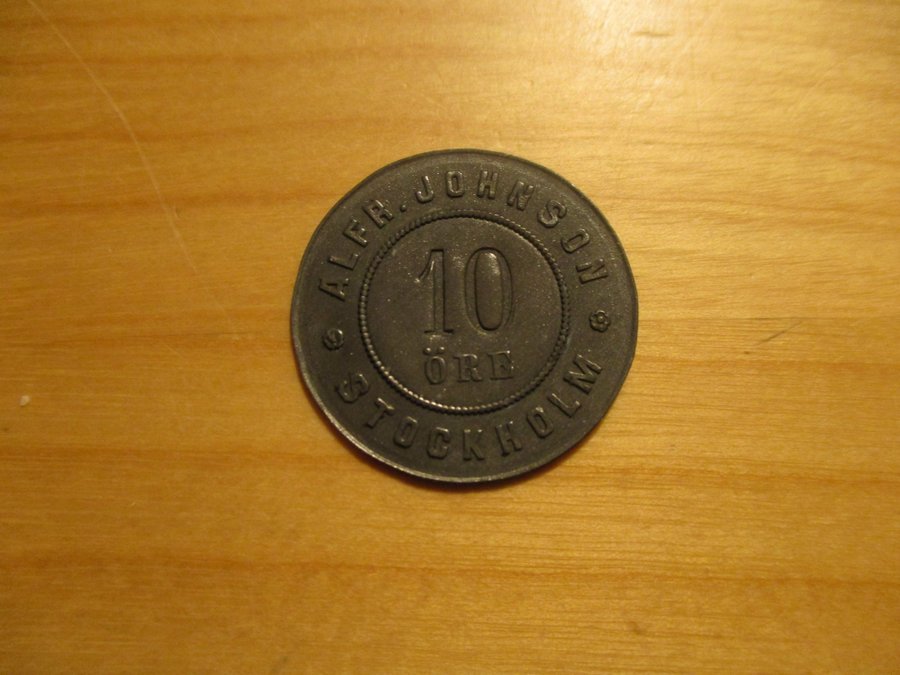 ALFR. JOHNSON
10
ÖRE
STOCKHOLM